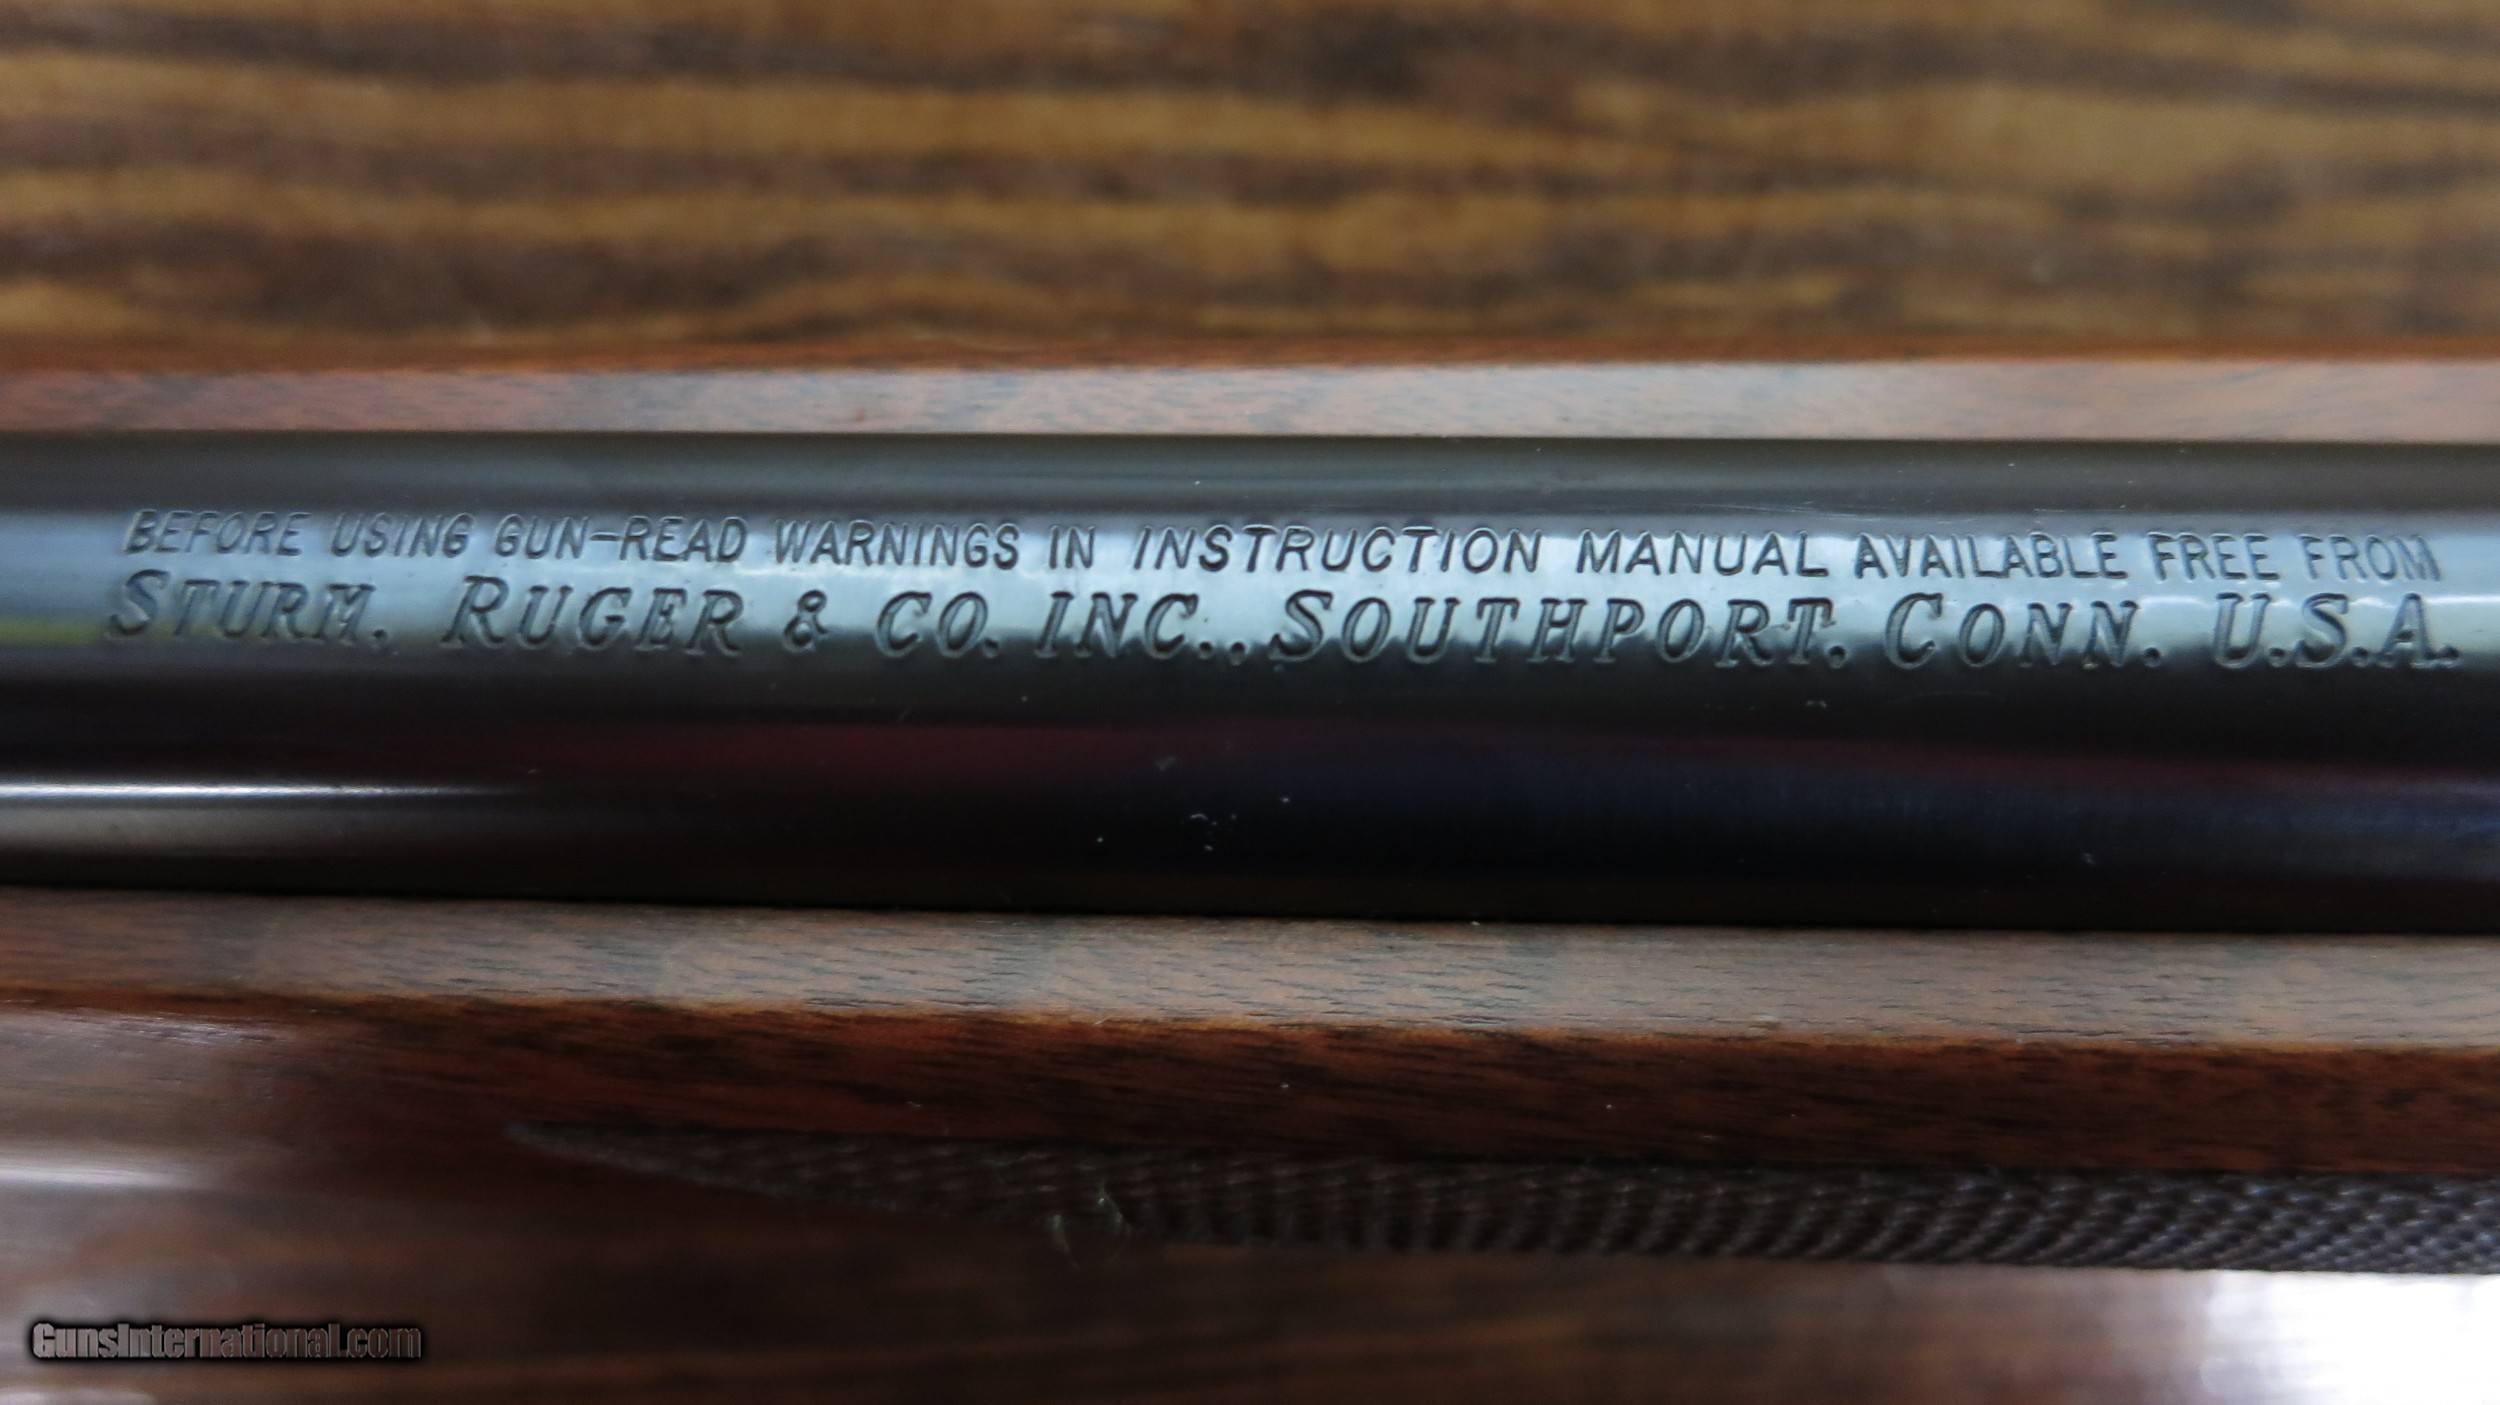 BEFORE USING GUN-READ WARNINGS IN INSTRUCTION MANUAL AVAILABLE FREE FROM
STURM, RUGER & CO. INC., SOUTHPORT, CONN. U.S.A.
GunsInternational.com